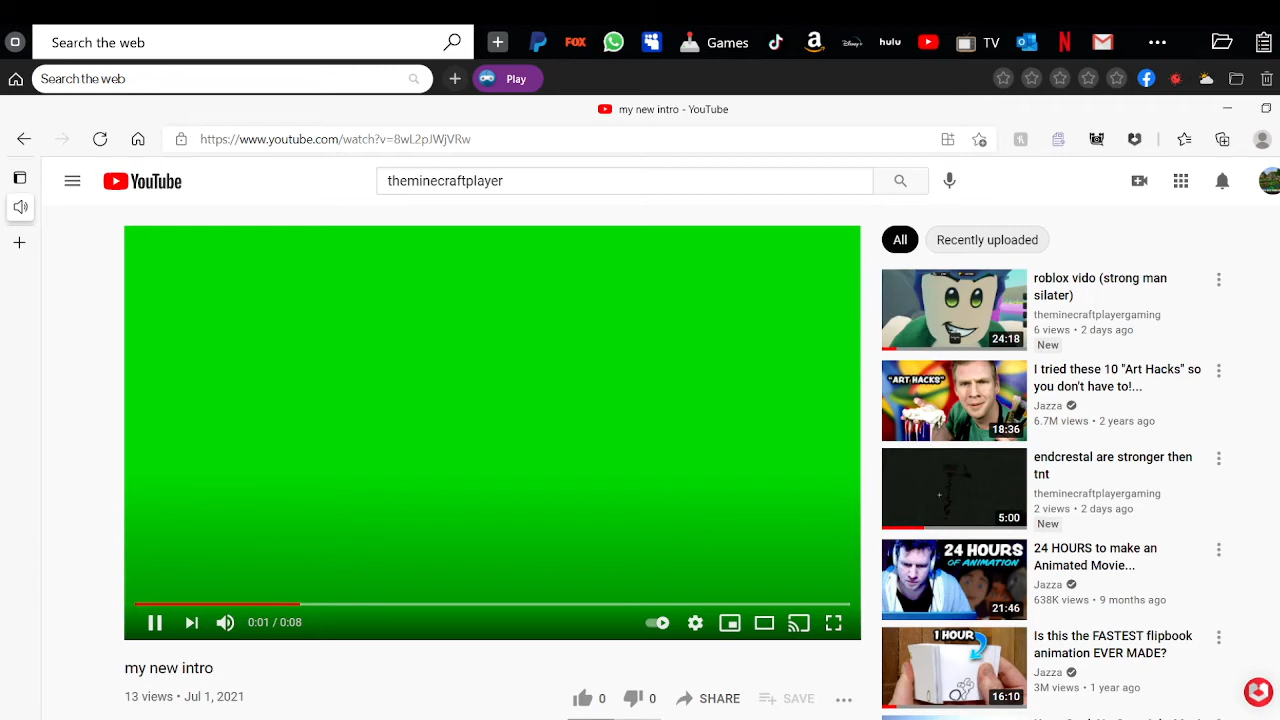 Search the web
FOX
Games
amazon
Disney+
hulu
TV
Search the web
Play
my new intro - YouTube
https://www.youtube.com/watch?v=8wL2pJWjVRw
YouTube
theminecraftplayer
All
Recently uploaded
roblox vido (strong man
silater)
theminecraftplayergaming
6 views • 2 days ago
New
24:18
"ART HACKS"
18:36
I tried these 10 "Art Hacks" so
you don't have to!...
Jazza
6.7M views • 2 years ago
5:00
endcrestal are stronger then
tnt
theminecraftplayergaming
2 views • 2 days ago
New
24 HOURS
OF ANIMATION
21:46
24 HOURS to make an
Animated Movie...
Jazza
638K views • 9 months ago
1 HOUR
16:10
Is this the FASTEST flipbook
animation EVER MADE?
Jazza
3M views • 1 year ago
0:01 / 0:08
my new intro
13 views • Jul 1, 2021
0
0
SHARE
SAVE